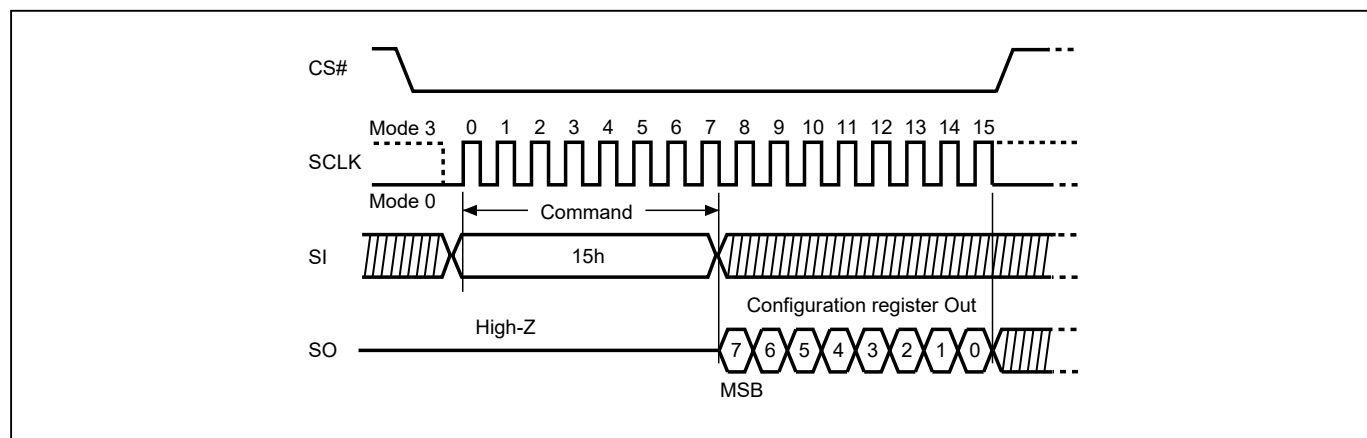 CS#
Mode 3 0 1 2 3 4 5 6 7 8 9 10 11 12 13 14 15
SCLK
Mode 0
Command
SI 15h
Configuration register Out
High-Z
SO 7 6 5 4 3 2 1 0
MSB